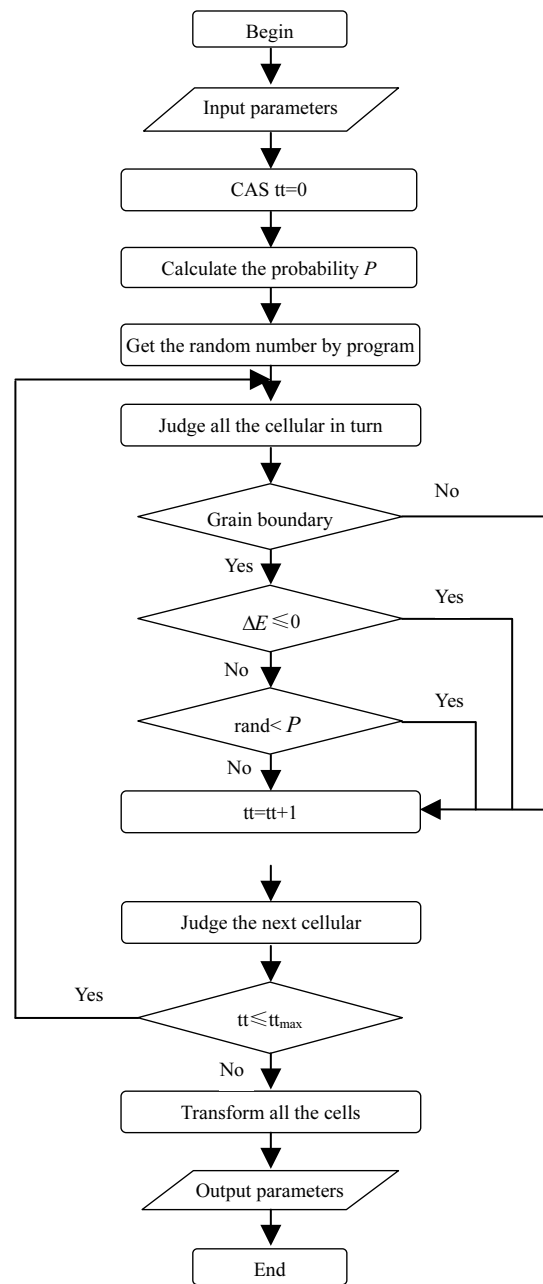 Begin
Input parameters
CAS tt=0
Calculate the probability P
Get the random number by program
Judge all the cellular in turn
No
Grain boundary
Yes
Yes
ΔE≤0
No
Yes
rand< P
No
tt=tt+1
Judge the next cellular
Yes
tt≤tt_max
No
Transform all the cells
Output parameters
End